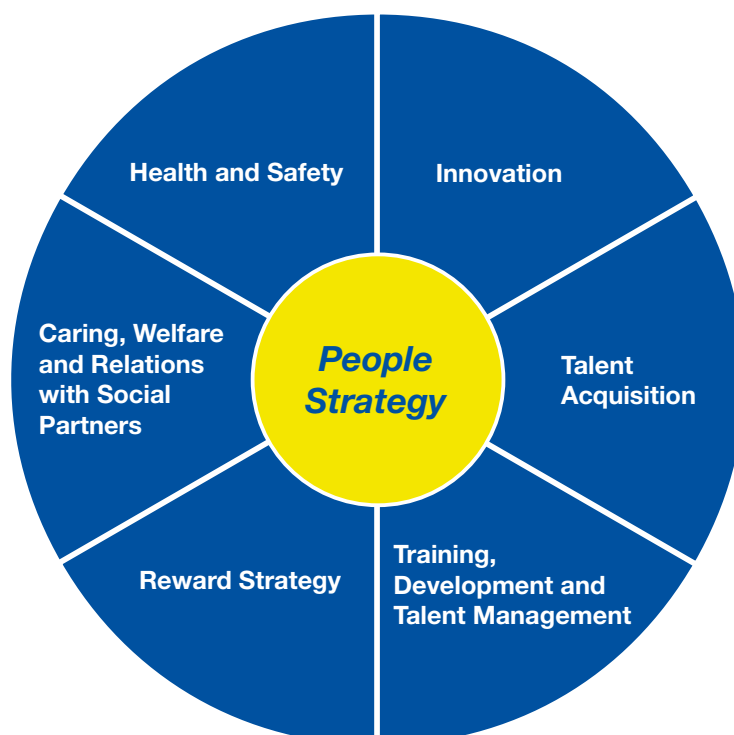 Health and Safety
Innovation
Caring, Welfare
and Relations
with Social
Partners
People
Strategy
Talent
Acquisition
Reward Strategy
Training,
Development and
Talent Management